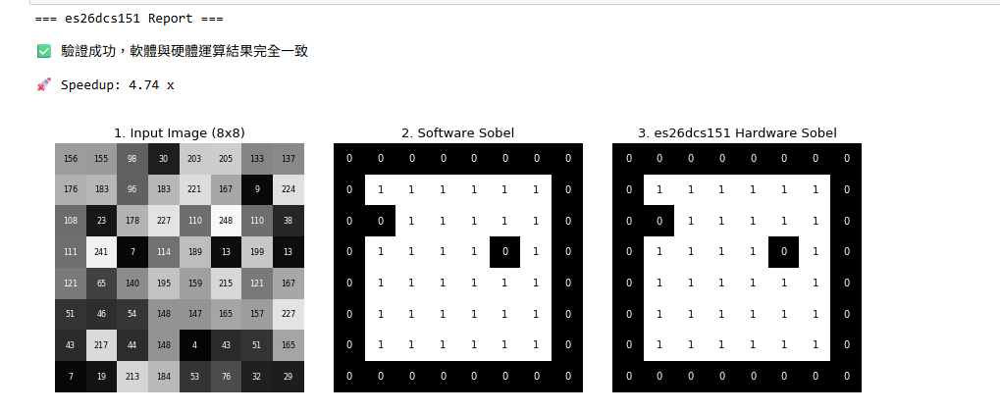 === es26dcs151 Report ===
✅ 驗證成功，軟體與硬體運算結果完全一致
🚀 Speedup: 4.74 x
1. Input Image (8x8)
156 155 98 30 203 205 133 137
176 183 96 183 221 167 9 224
108 23 178 227 110 248 110 38
111 241 7 114 189 13 199 13
121 65 140 195 159 215 121 167
51 46 54 148 147 165 157 227
43 217 44 148 4 43 51 165
7 19 213 184 53 76 32 29
2. Software Sobel
0 0 0 0 0 0 0 0
0 1 1 1 1 1 1 0
0 0 1 1 1 1 1 0
0 1 1 1 1 0 1 0
0 1 1 1 1 1 1 0
0 1 1 1 1 1 1 0
0 1 1 1 1 1 1 0
0 0 0 0 0 0 0 0
3. es26dcs151 Hardware Sobel
0 0 0 0 0 0 0 0
0 1 1 1 1 1 1 0
0 0 1 1 1 1 1 0
0 1 1 1 1 0 1 0
0 1 1 1 1 1 1 0
0 1 1 1 1 1 1 0
0 1 1 1 1 1 1 0
0 0 0 0 0 0 0 0